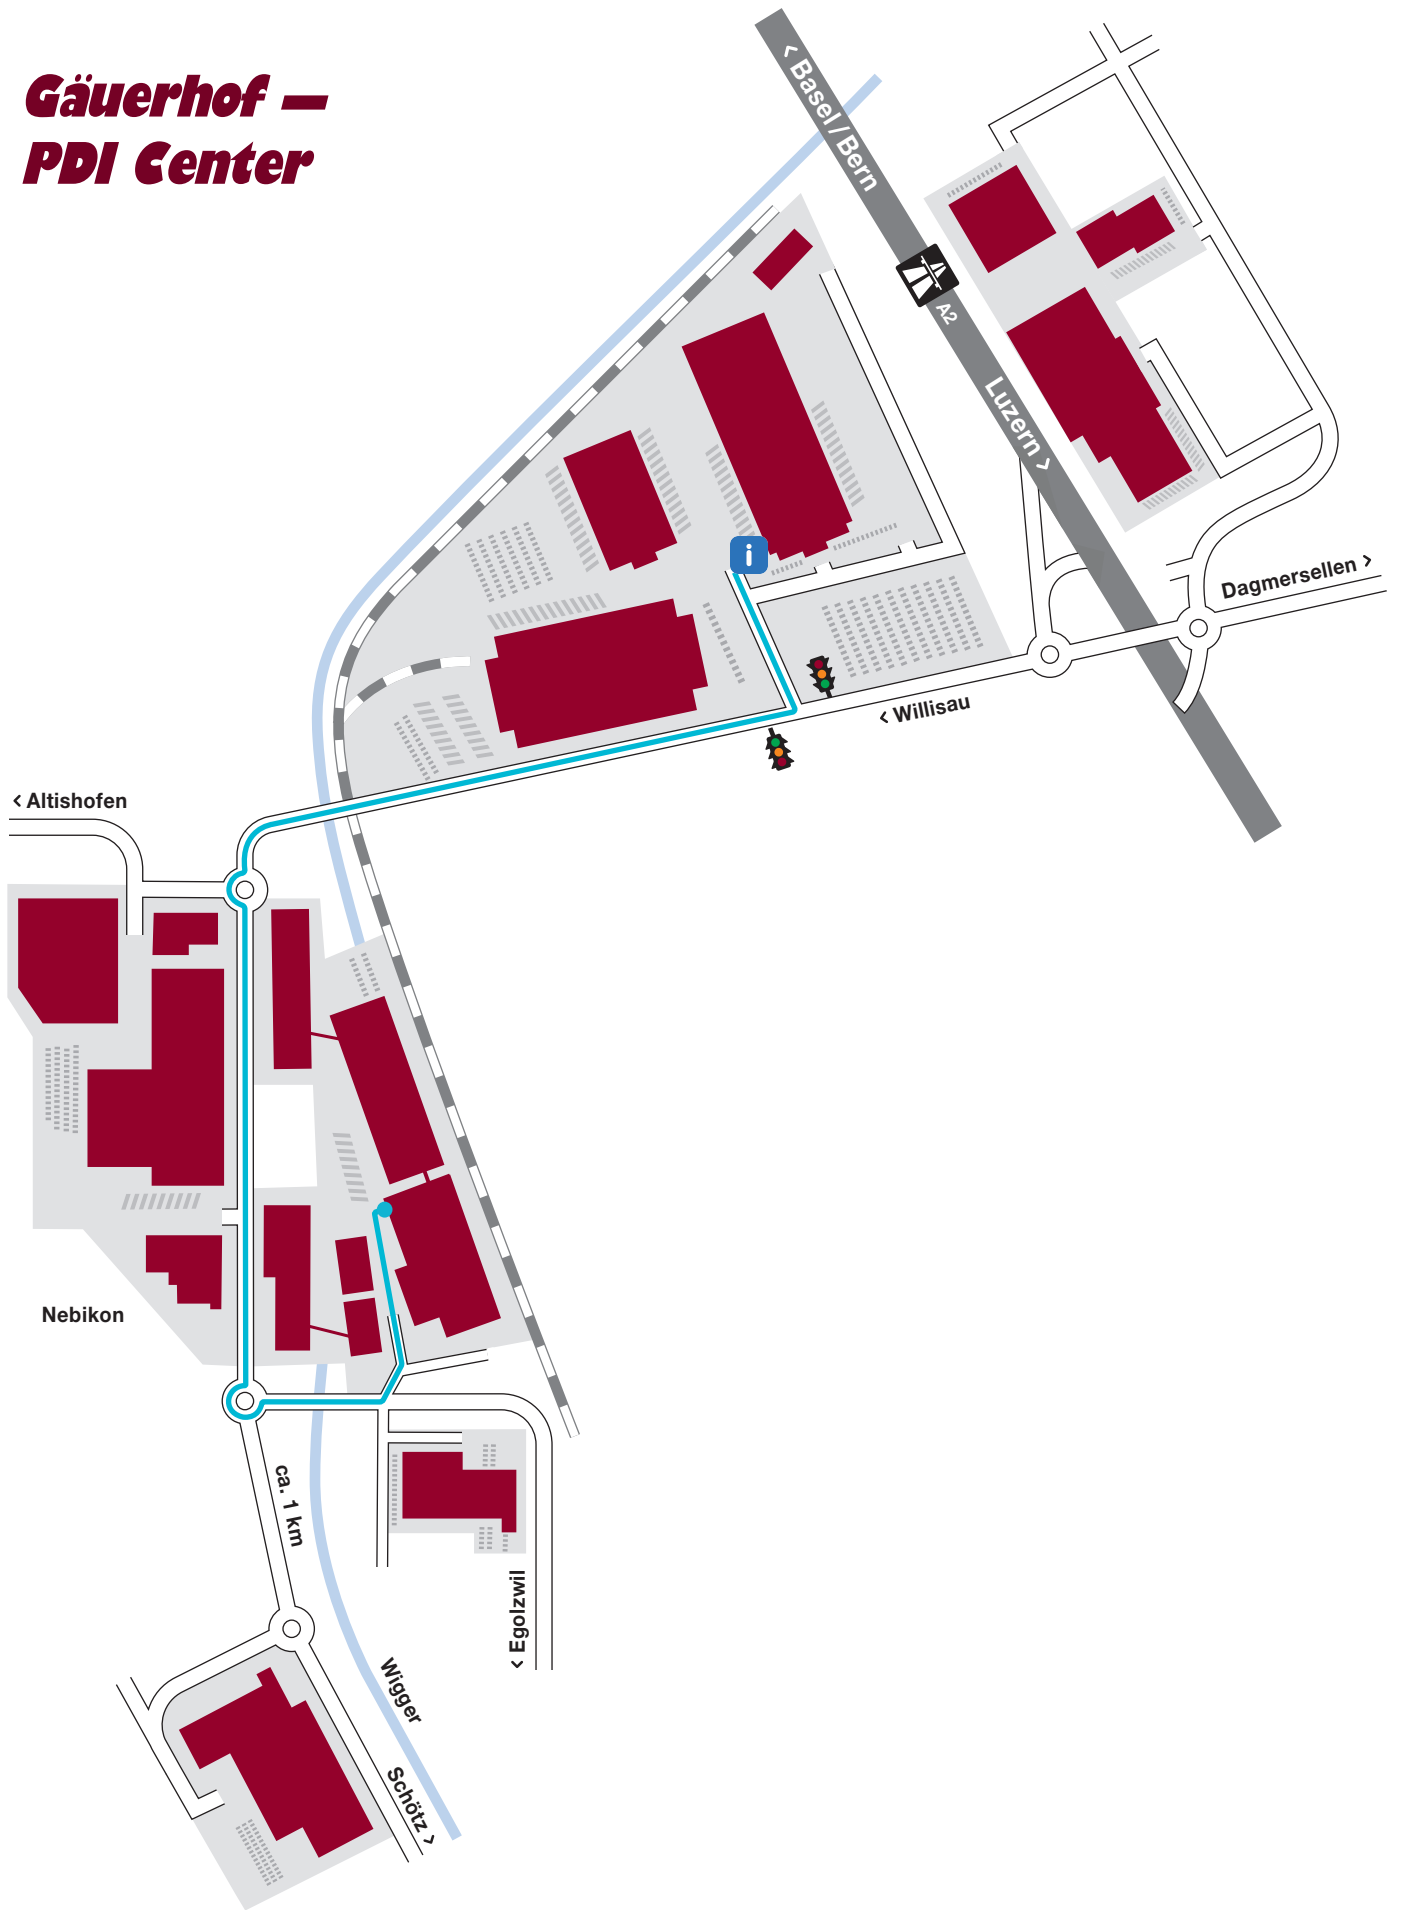 Gäuerhof –
PDI Center
< Basel/Bern
A2
Luzern >
Dagmersellen >
< Willisau
< Altishofen
Nebikon
ca. 1 km
< Egolzwil
Wigger
Schötz >